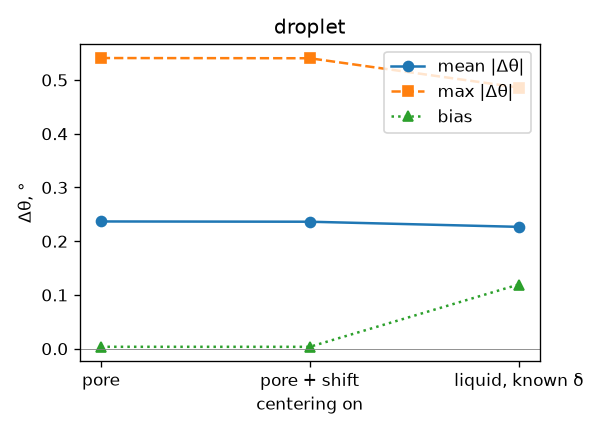 droplet
mean |Δθ|
max |Δθ|
bias
Δθ, °
0.5
0.4
0.3
0.2
0.1
0.0
pore
pore + shift
liquid, known δ
centering on